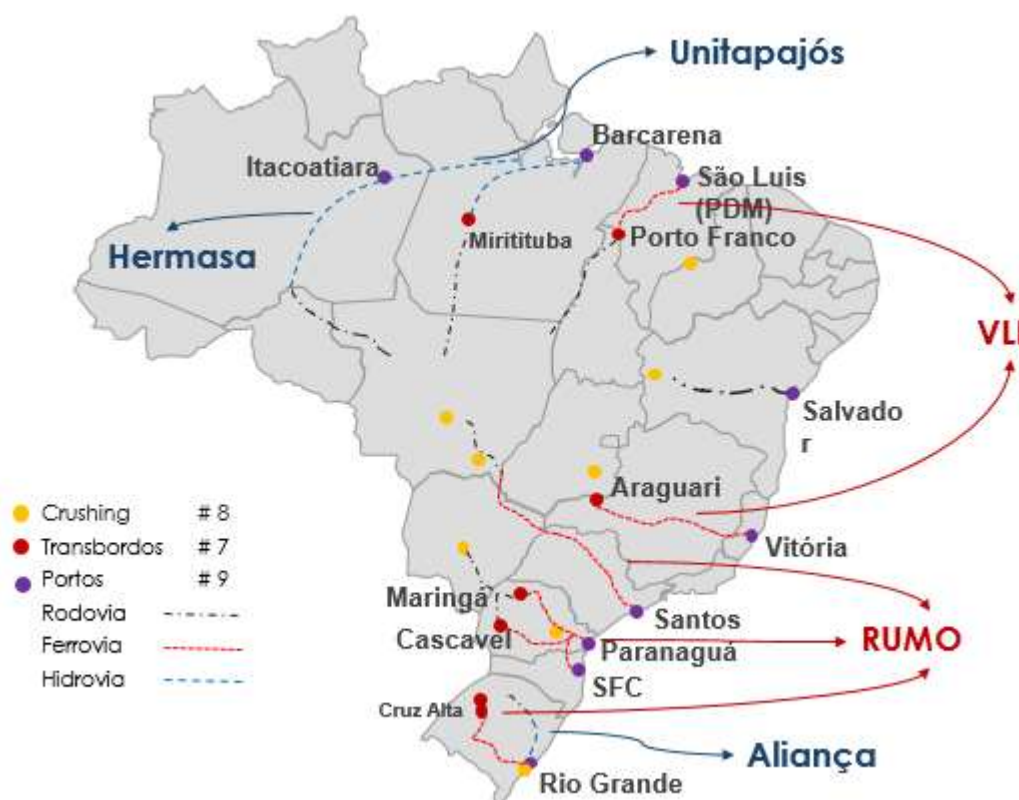 Unitapajós
Barcarena
Itacoatiara
São Luis
(PDM)
Hermasa
Miritituba
Porto Franco
VLI
Salvado
r
Araguari
Crushing # 8
Transbordos # 7
Portos # 9
Rodovia
Ferrovia
Hidrovia
Vitória
Maringá
Santos
Cascavel
Paranaguá
RUMO
SFC
Cruz Alta
Aliança
Rio Grande